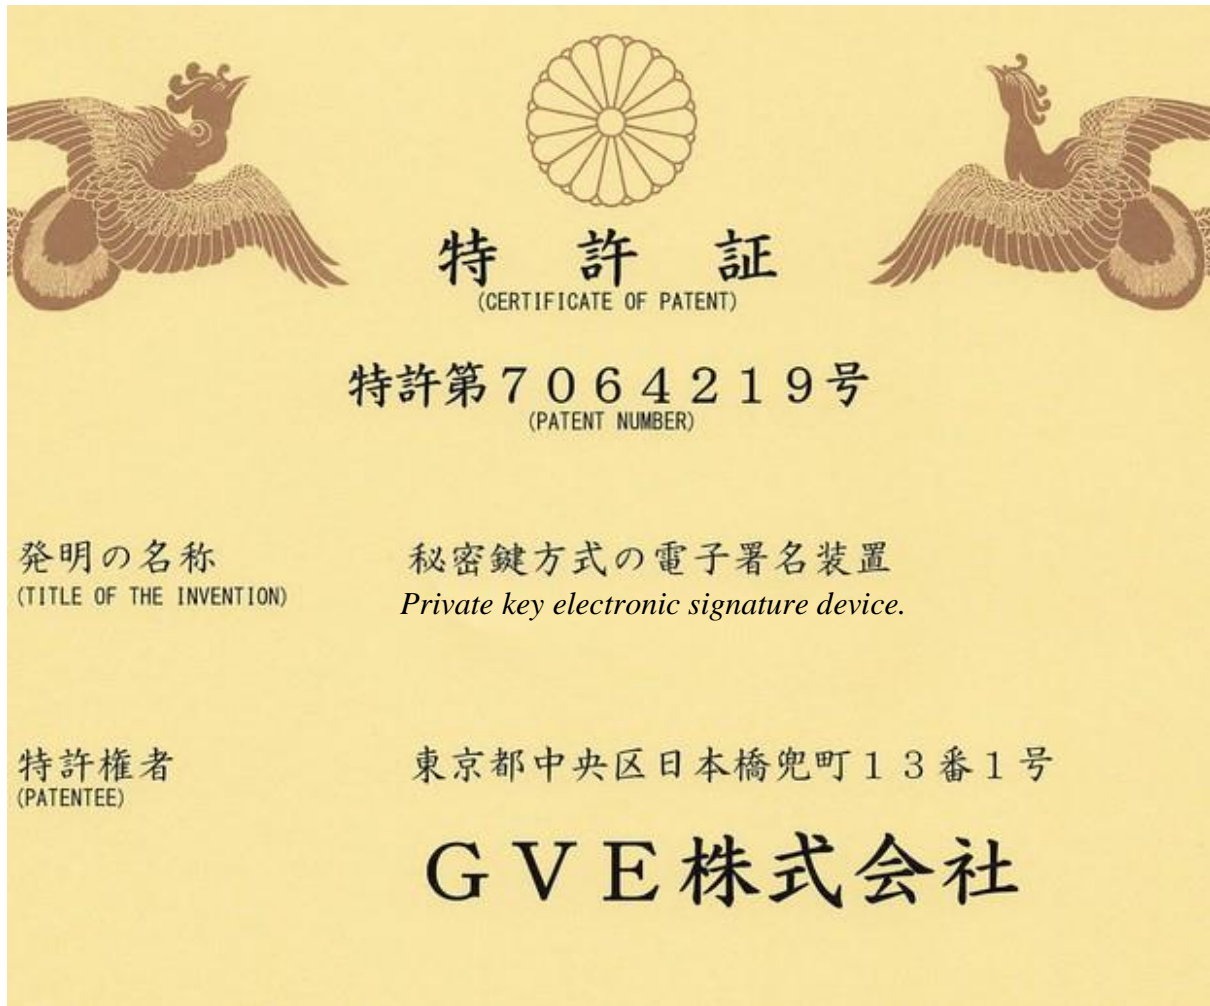 特許証
(CERTIFICATE OF PATENT)
特許第7064219号
(PATENT NUMBER)
発明の名称
(TITLE OF THE INVENTION)
秘密鍵方式の電子署名装置
Private key electronic signature device.
特許権者
(PATENTEE)
東京都中央区日本橋兜町13番1号
GVE株式会社